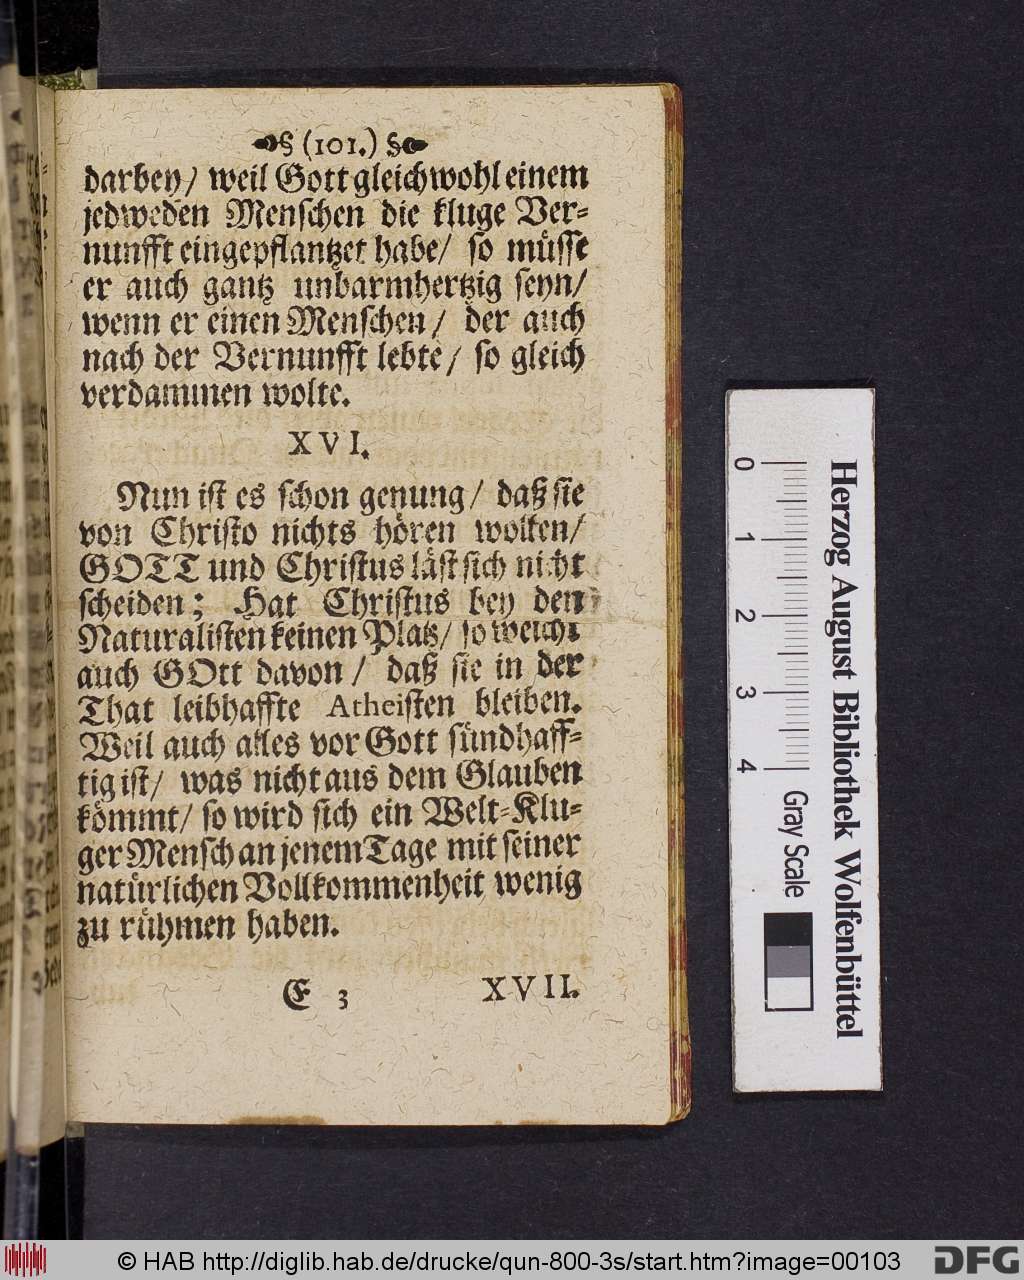 § (101.) §
darbey/ weil Gott gleichwohl einem
jedweden Menschen die kluge Ver=
nunfft eingepflantzet habe/ so müsse
er auch gantz unbarmhertzig seyn/
wenn er einen Menschen/ der auch
nach der Vernunfft lebte/ so gleich
verdammen wolte.
XVI.
Nun ist es schon genung/ daß sie
von Christo nichts hören wollen/
GOTT und Christus läst sich nicht
scheiden; Hat Christus bey den
Naturalisten keinen Platz/ so weicht
auch GOtt davon/ daß sie in der
That leibhaffte Atheisten bleiben.
Weil auch alles vor Gott sündhaff=
tig ist/ was nicht aus dem Glauben
kömmt/ so wird sich ein Welt=Klu=
ger Mensch an jenem Tage mit seiner
natürlichen Vollkommenheit wenig
zu rühmen haben.
E 3 XVII.
0 1 2 3 4
Gray Scale
Herzog August Bibliothek Wolfenbüttel
© HAB http://diglib.hab.de/drucke/qun-800-3s/start.htm?image=00103
DFG